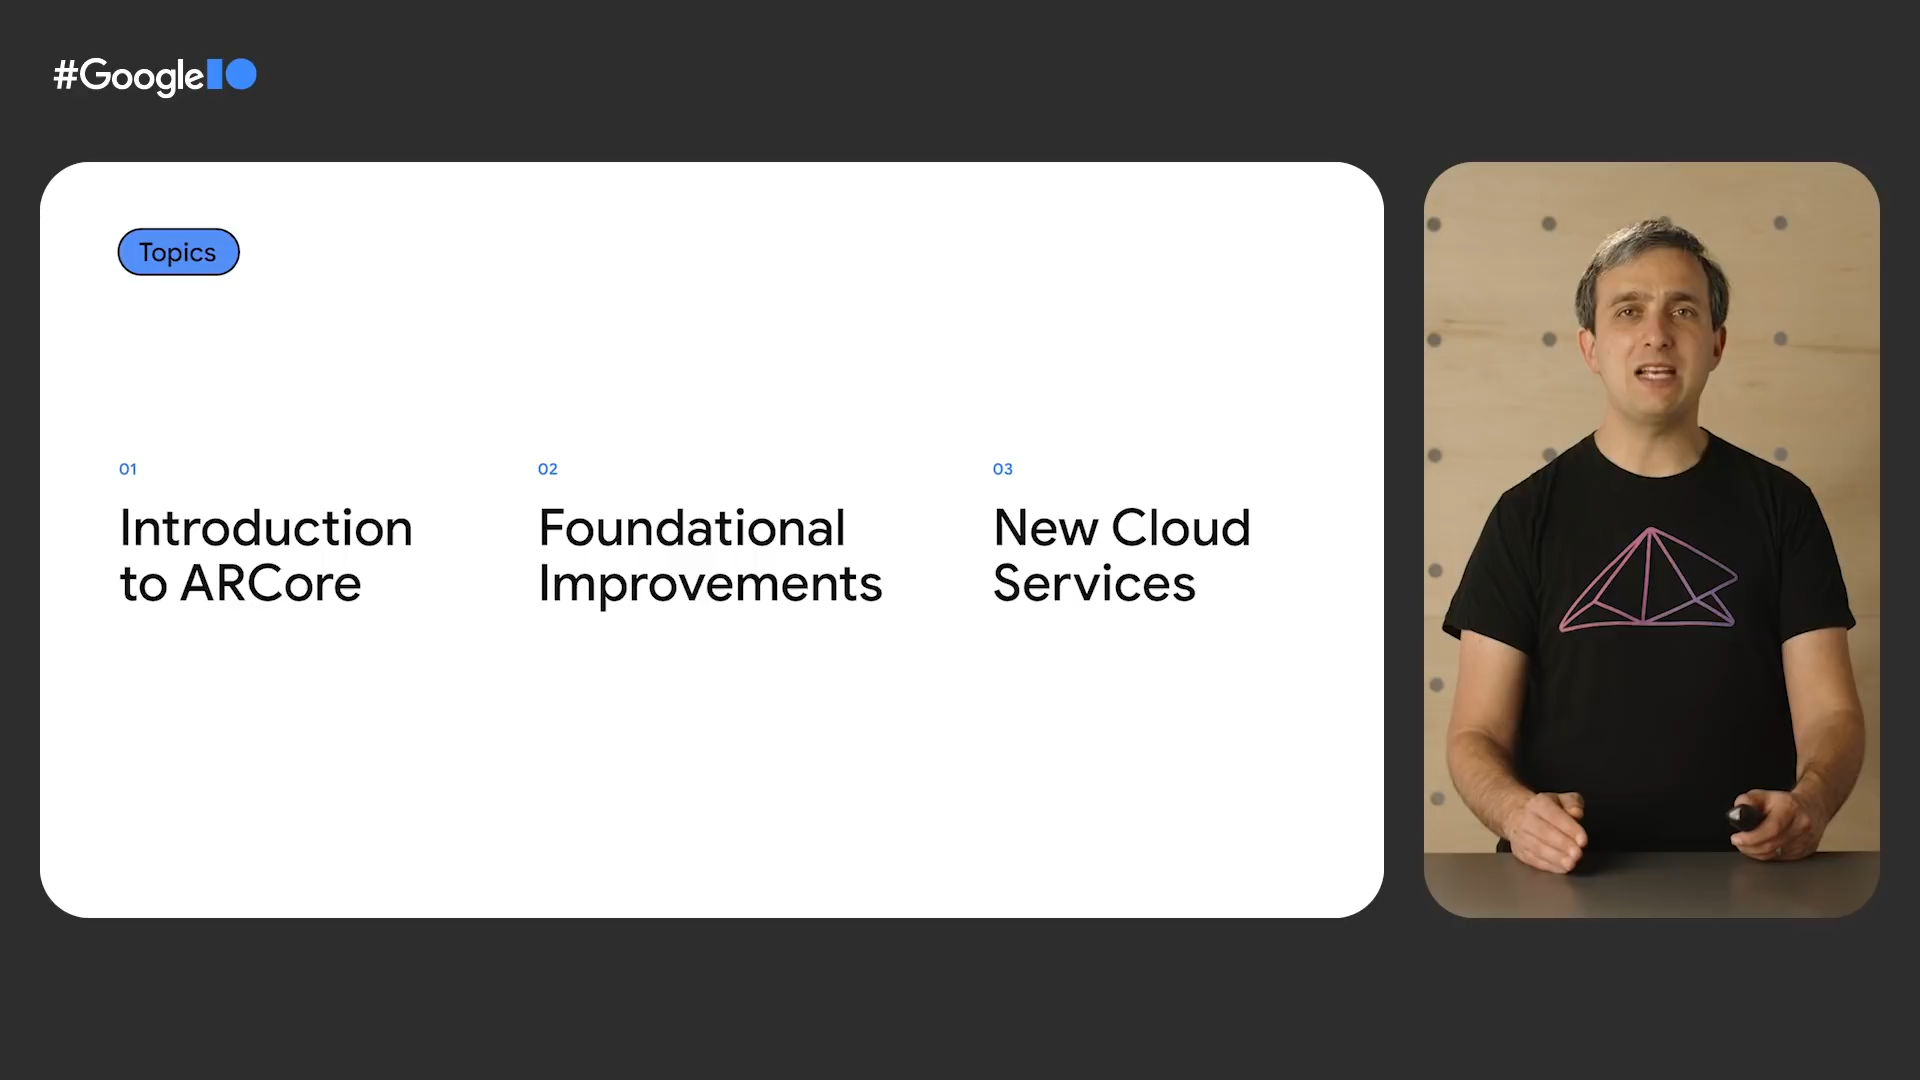 #GoogleIO
Topics
01
Introduction
to ARCore
02
Foundational
Improvements
03
New Cloud
Services